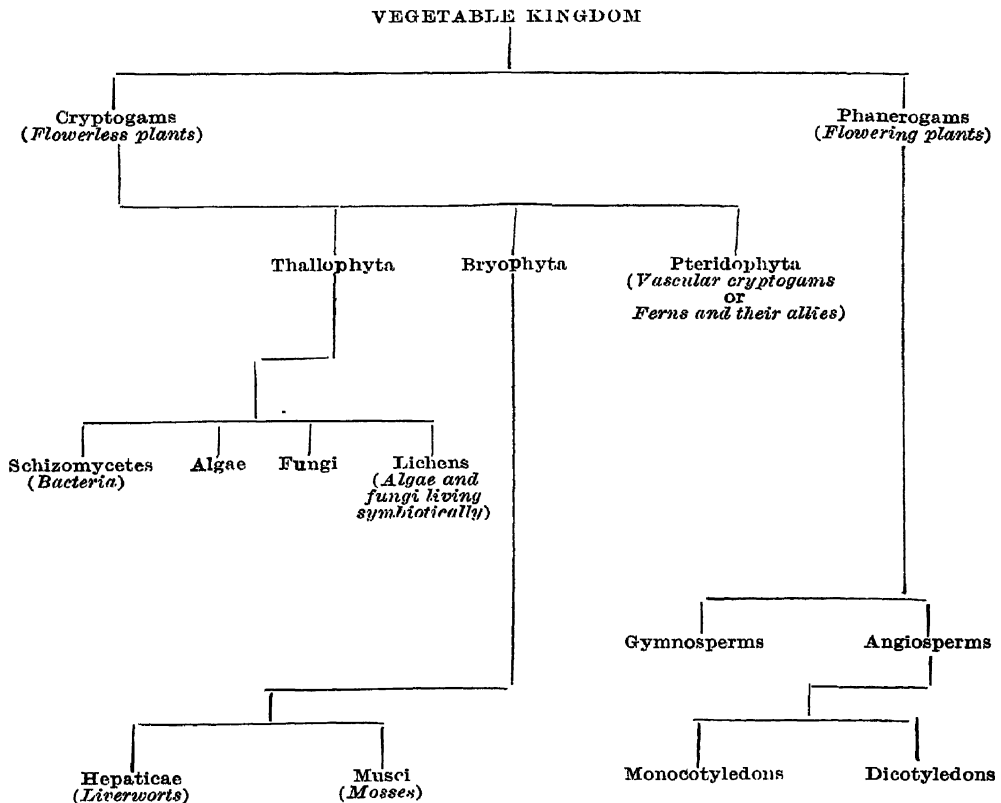 VEGETABLE KINGDOM
Cryptogams
(Flowerless plants)
Phanerogams
(Flowering plants)
Thallophyta
Bryophyta
Pteridophyta
(Vascular cryptogams
or
Ferns and their allies)
Schizomycetes
(Bacteria)
Algae
Fungi
Lichens
(Algae and
fungi living
symbiotically)
Gymnosperms
Angiosperms
Hepaticae
(Liverworts)
Musci
(Mosses)
Monocotyledons
Dicotyledons